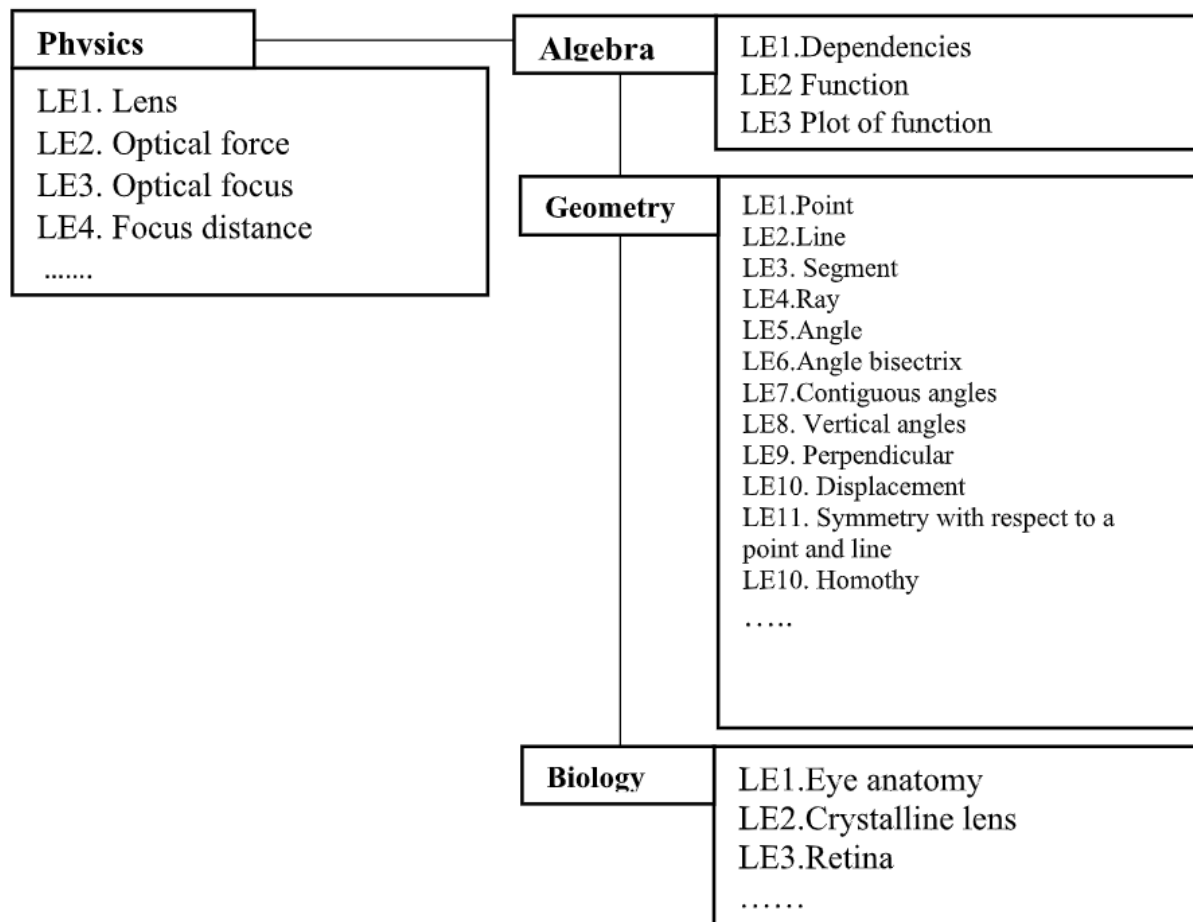 Physics
LE1. Lens
LE2. Optical force
LE3. Optical focus
LE4. Focus distance
.......
Algebra
LE1.Dependencies
LE2 Function
LE3 Plot of function
Geometry
LE1.Point
LE2.Line
LE3. Segment
LE4.Ray
LE5.Angle
LE6.Angle bisectrix
LE7.Contiguous angles
LE8. Vertical angles
LE9. Perpendicular
LE10. Displacement
LE11. Symmetry with respect to a
point and line
LE10. Homothy
…..
Biology
LE1.Eye anatomy
LE2.Crystalline lens
LE3.Retina
……